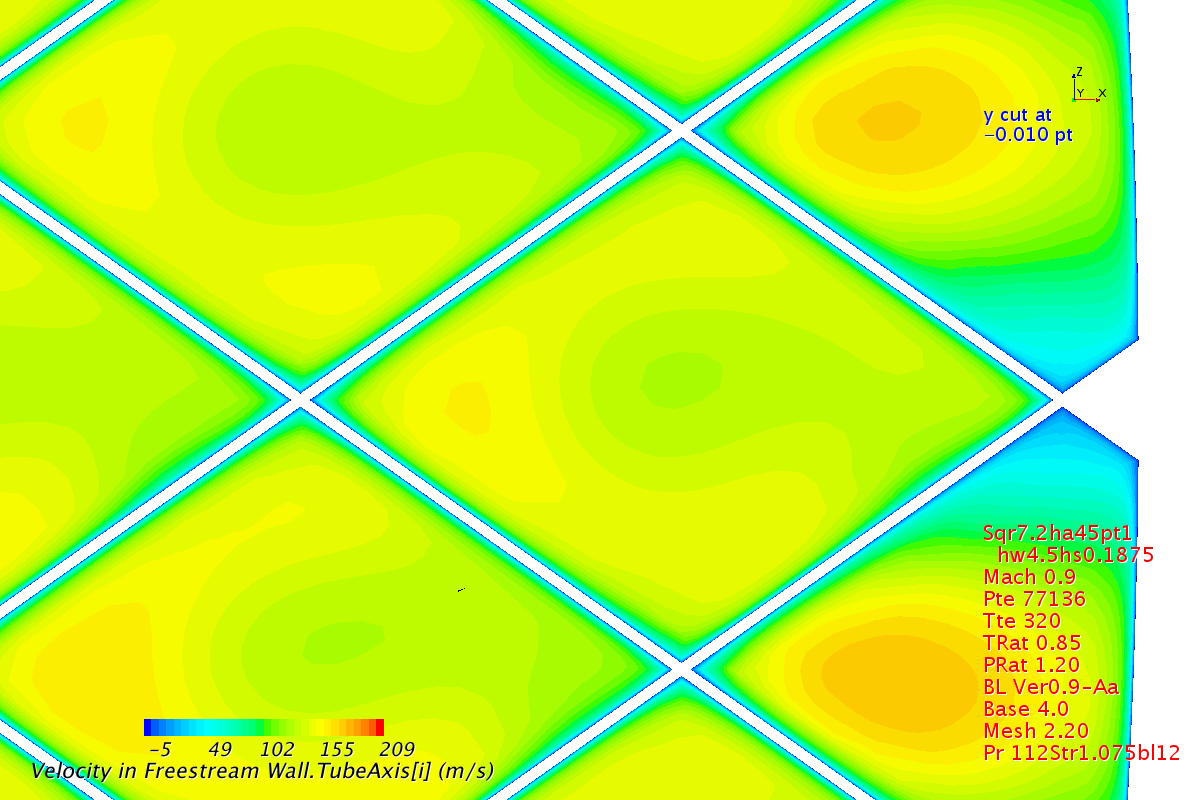 Z
Y X
y cut at
−0.010 pt
Sqr7.2ha45pt1
hw4.5hs0.1875
Mach 0.9
Pte 77136
Tte 320
TRat 0.85
PRat 1.20
BL Ver0.9−Aa
Base 4.0
Mesh 2.20
Pr 112Str1.075bl12
−5 49 102 155 209
Velocity in Freestream Wall.TubeAxis[i] (m/s)